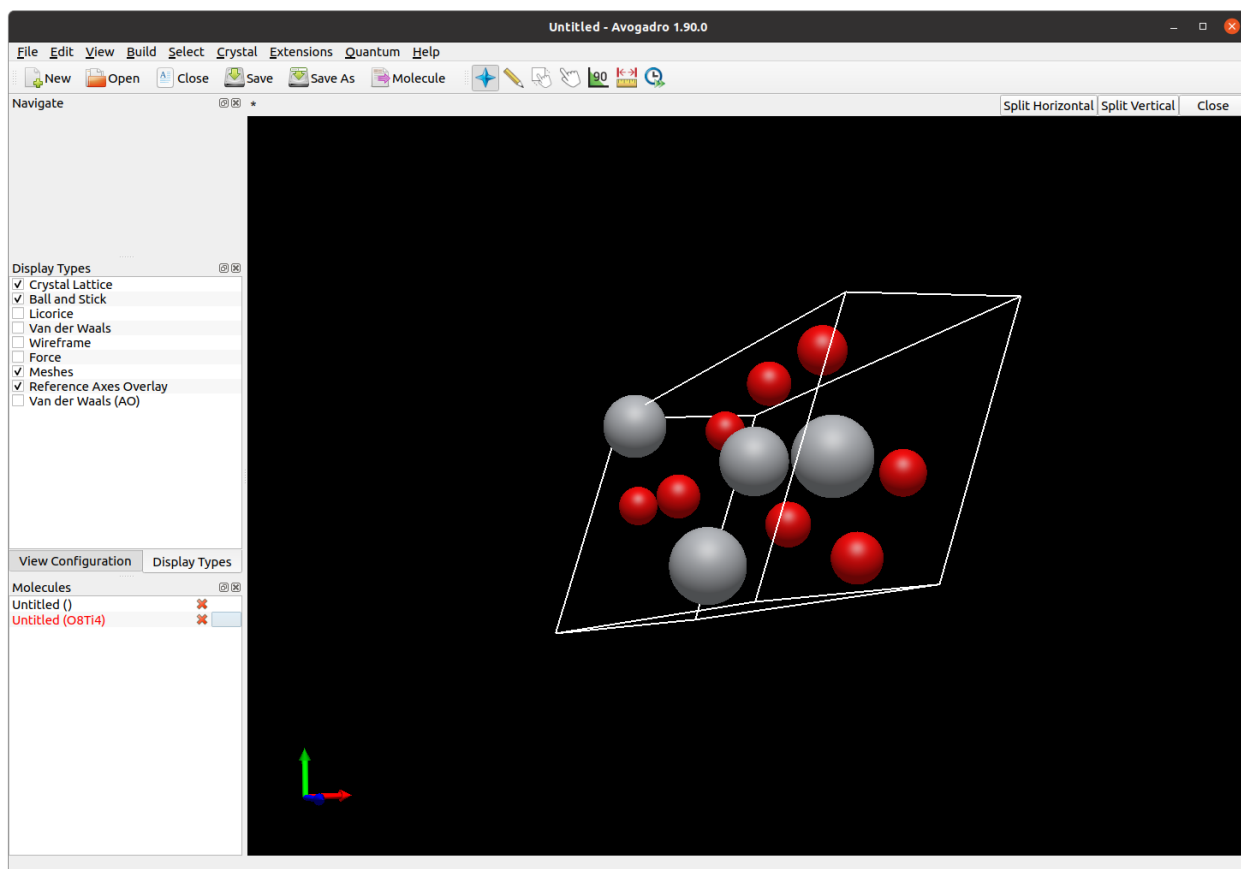 Untitled - Avogadro 1.90.0
File Edit View Build Select Crystal Extensions Quantum Help
New Open Close Save Save As Molecule 90
Navigate * Split Horizontal Split Vertical Close
Display Types
Crystal Lattice
Ball and Stick
Licorice
Van der Waals
Wireframe
Force
Meshes
Reference Axes Overlay
Van der Waals (AO)
View Configuration Display Types
Molecules
Untitled ()
Untitled (O8Ti4)